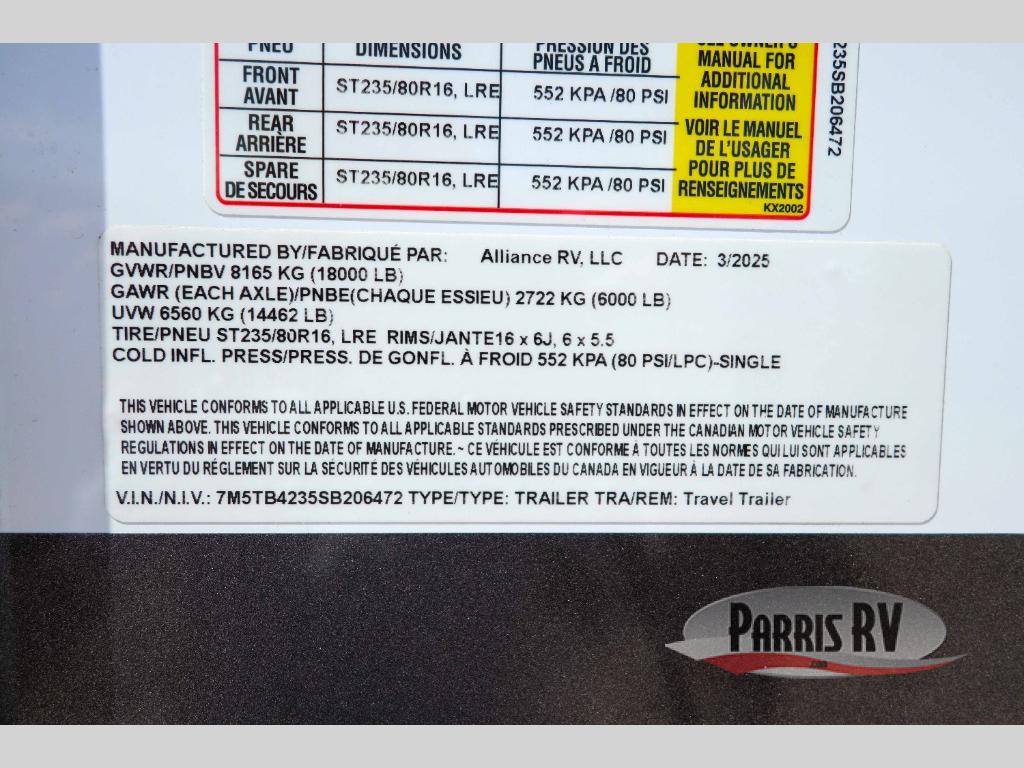 PNEU DIMENSIONS PRESSION DES
PNEUS À FROID
FRONT
AVANT ST235/80R16, LRE 552 KPA /80 PSI
REAR
ARRIÈRE ST235/80R16, LRE 552 KPA /80 PSI
SPARE
DE SECOURS ST235/80R16, LRE 552 KPA /80 PSI
SEE OWNER'S
MANUAL FOR
ADDITIONAL
INFORMATION
VOIR LE MANUEL
DE L'USAGER
POUR PLUS DE
RENSEIGNEMENTS
KX2002
235SB206472
MANUFACTURED BY/FABRIQUÉ PAR: Alliance RV, LLC DATE: 3/2025
GVWR/PNBV 8165 KG (18000 LB)
GAWR (EACH AXLE)/PNBE(CHAQUE ESSIEU) 2722 KG (6000 LB)
UVW 6560 KG (14462 LB)
TIRE/PNEU ST235/80R16, LRE RIMS/JANTE16 x 6J, 6 x 5.5
COLD INFL. PRESS/PRESS. DE GONFL. À FROID 552 KPA (80 PSI/LPC)-SINGLE
THIS VEHICLE CONFORMS TO ALL APPLICABLE U.S. FEDERAL MOTOR VEHICLE SAFETY STANDARDS IN EFFECT ON THE DATE OF MANUFACTURE
SHOWN ABOVE. THIS VEHICLE CONFORMS TO ALL APPLICABLE STANDARDS PRESCRIBED UNDER THE CANADIAN MOTOR VEHICLE SAFETY
REGULATIONS IN EFFECT ON THE DATE OF MANUFACTURE. ~ CE VÉHICULE EST CONFORME À TOUTES LES NORMES QUI LUI SONT APPLICABLES
EN VERTU DU RÉGLEMENT SUR LA SÉCURITÉ DES VÉHICULES AUTOMOBILES DU CANADA EN VIGUEUR À LA DATE DE SA FABRICATION.
V.I.N./N.I.V.: 7M5TB4235SB206472 TYPE/TYPE: TRAILER TRA/REM: Travel Trailer
PARRIS RV
.com